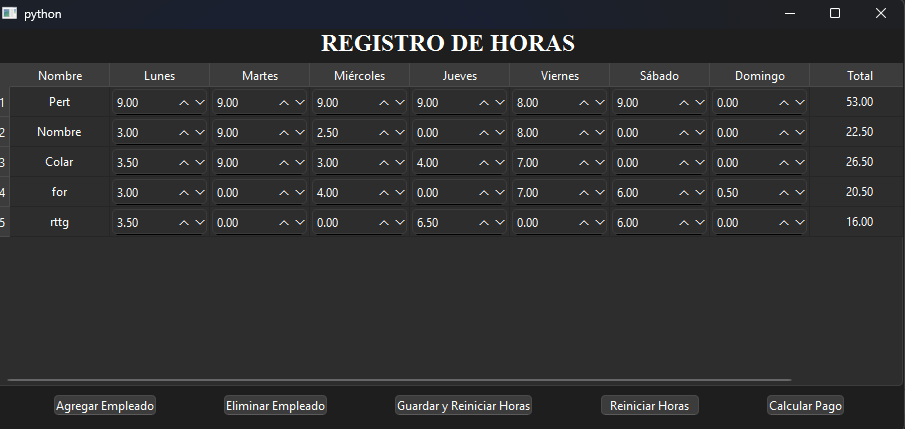 python
REGISTRO DE HORAS
Nombre Lunes Martes Miércoles Jueves Viernes Sábado Domingo Total
1 Pert 9.00 9.00 9.00 9.00 8.00 9.00 0.00 53.00
2 Nombre 3.00 9.00 2.50 0.00 8.00 0.00 0.00 22.50
3 Colar 3.50 9.00 3.00 4.00 7.00 0.00 0.00 26.50
4 for 3.00 0.00 4.00 0.00 7.00 6.00 0.50 20.50
5 rttg 3.50 0.00 0.00 6.50 0.00 6.00 0.00 16.00
Agregar Empleado Eliminar Empleado Guardar y Reiniciar Horas Reiniciar Horas Calcular Pago